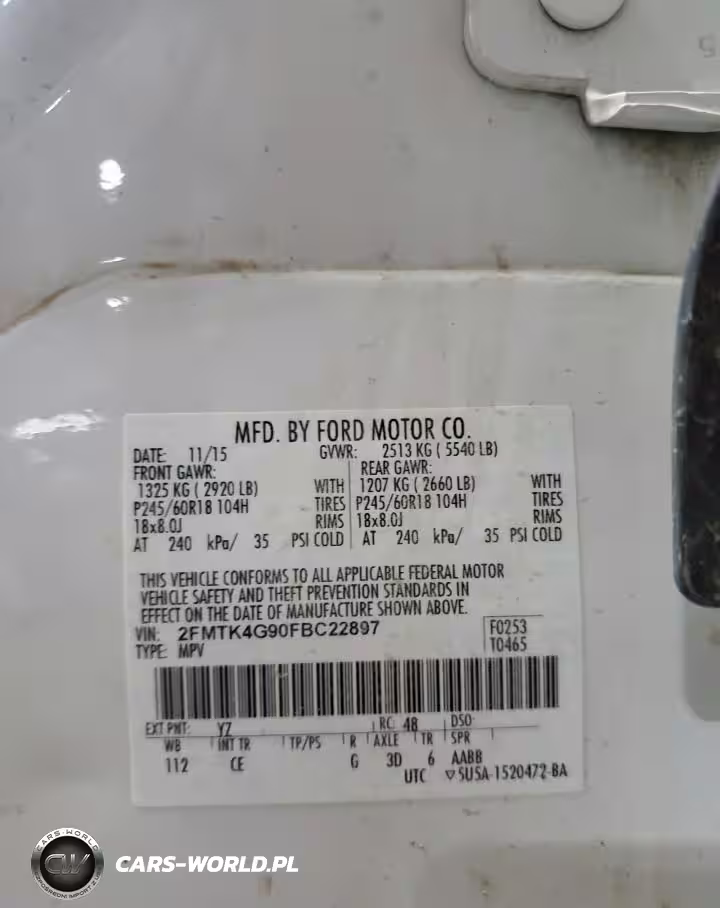 MFD. BY FORD MOTOR CO.
DATE: 11/15 GVWR: 2513 KG ( 5540 LB)
FRONT GAWR: REAR GAWR:
1325 KG ( 2920 LB) WITH 1207 KG ( 2660 LB) WITH
P245/60R18 104H TIRES P245/60R18 104H TIRES
18x8.0J RIMS 18x8.0J RIMS
AT 240 kPa/ 35 PSI COLD AT 240 kPa/ 35 PSI COLD
THIS VEHICLE CONFORMS TO ALL APPLICABLE FEDERAL MOTOR
VEHICLE SAFETY AND THEFT PREVENTION STANDARDS IN
EFFECT ON THE DATE OF MANUFACTURE SHOWN ABOVE.
VIN: 2FMTK4G90FBC22897 F0253
TYPE: MPV T0465
EXT PNT: YZ RC: 48 DSO:
WB INT TR TP/PS R AXLE TR SPR
112 CE G 3D 6 AABB
UTC ▽5U5A-1520472-BA
CARS-WORLD
CW
CARS-WORLD.PL